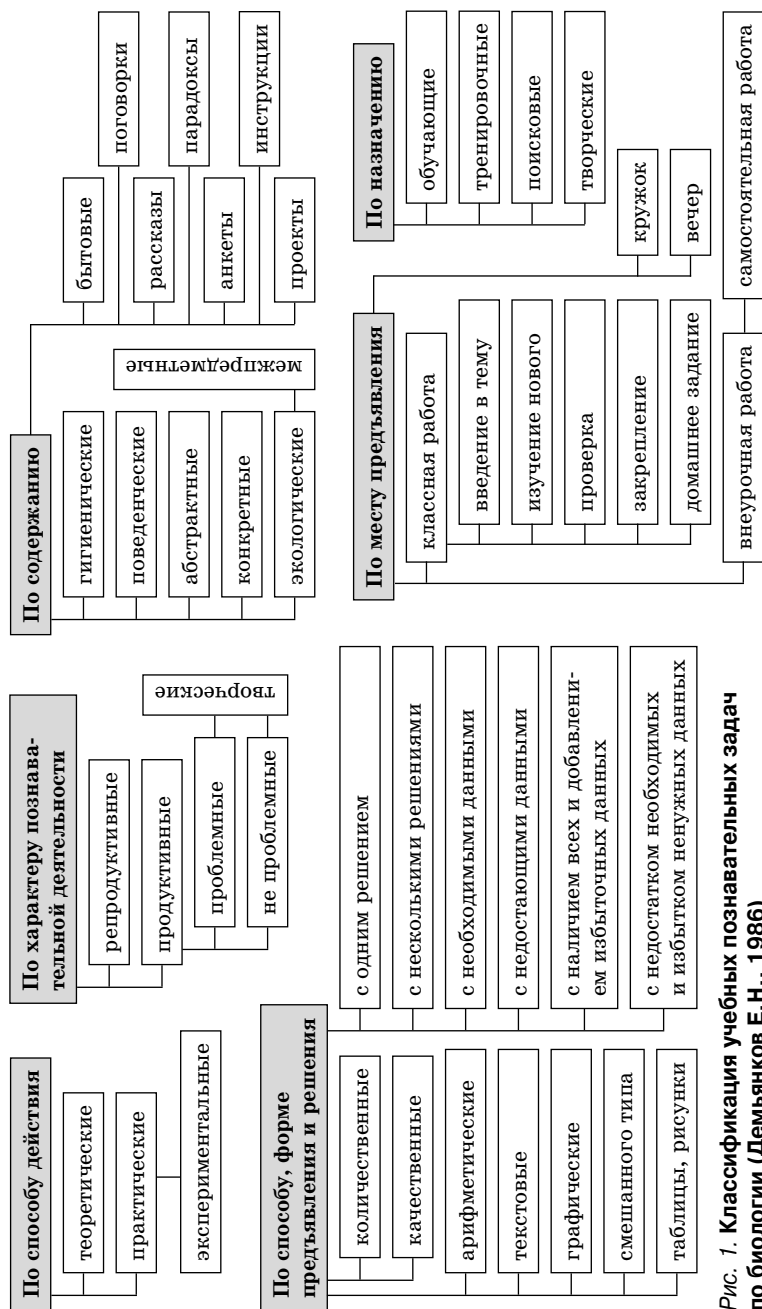 По способу действия
теоретические
практические
экспериментальные
По характеру познава-
тельной деятельности
репродуктивные
продуктивные
проблемные
не проблемные
творческие
По содержанию
гигиенические
поведенческие
абстрактные
конкретные
экологические
межпредметные
бытовые
поговорки
рассказы
парадоксы
анкеты
инструкции
проекты
По способу, форме
предъявления и решения
количественные
качественные
арифметические
текстовые
графические
смешанного типа
таблицы, рисунки
с одним решением
с несколькими решениями
с необходимыми данными
с недостающими данными
с наличием всех и добавлени-
ем избыточных данных
с недостатком необходимых
и избытком ненужных данных
По месту предъявления
классная работа
введение в тему
изучение нового
проверка
закрепление
домашнее задание
внеурочная работа
самостоятельная работа
кружок
вечер
По назначению
обучающие
тренировочные
поисковые
творческие
Рис. 1. Классификация учебных познавательных задач
по биологии (Демьянков Е.Н., 1986)